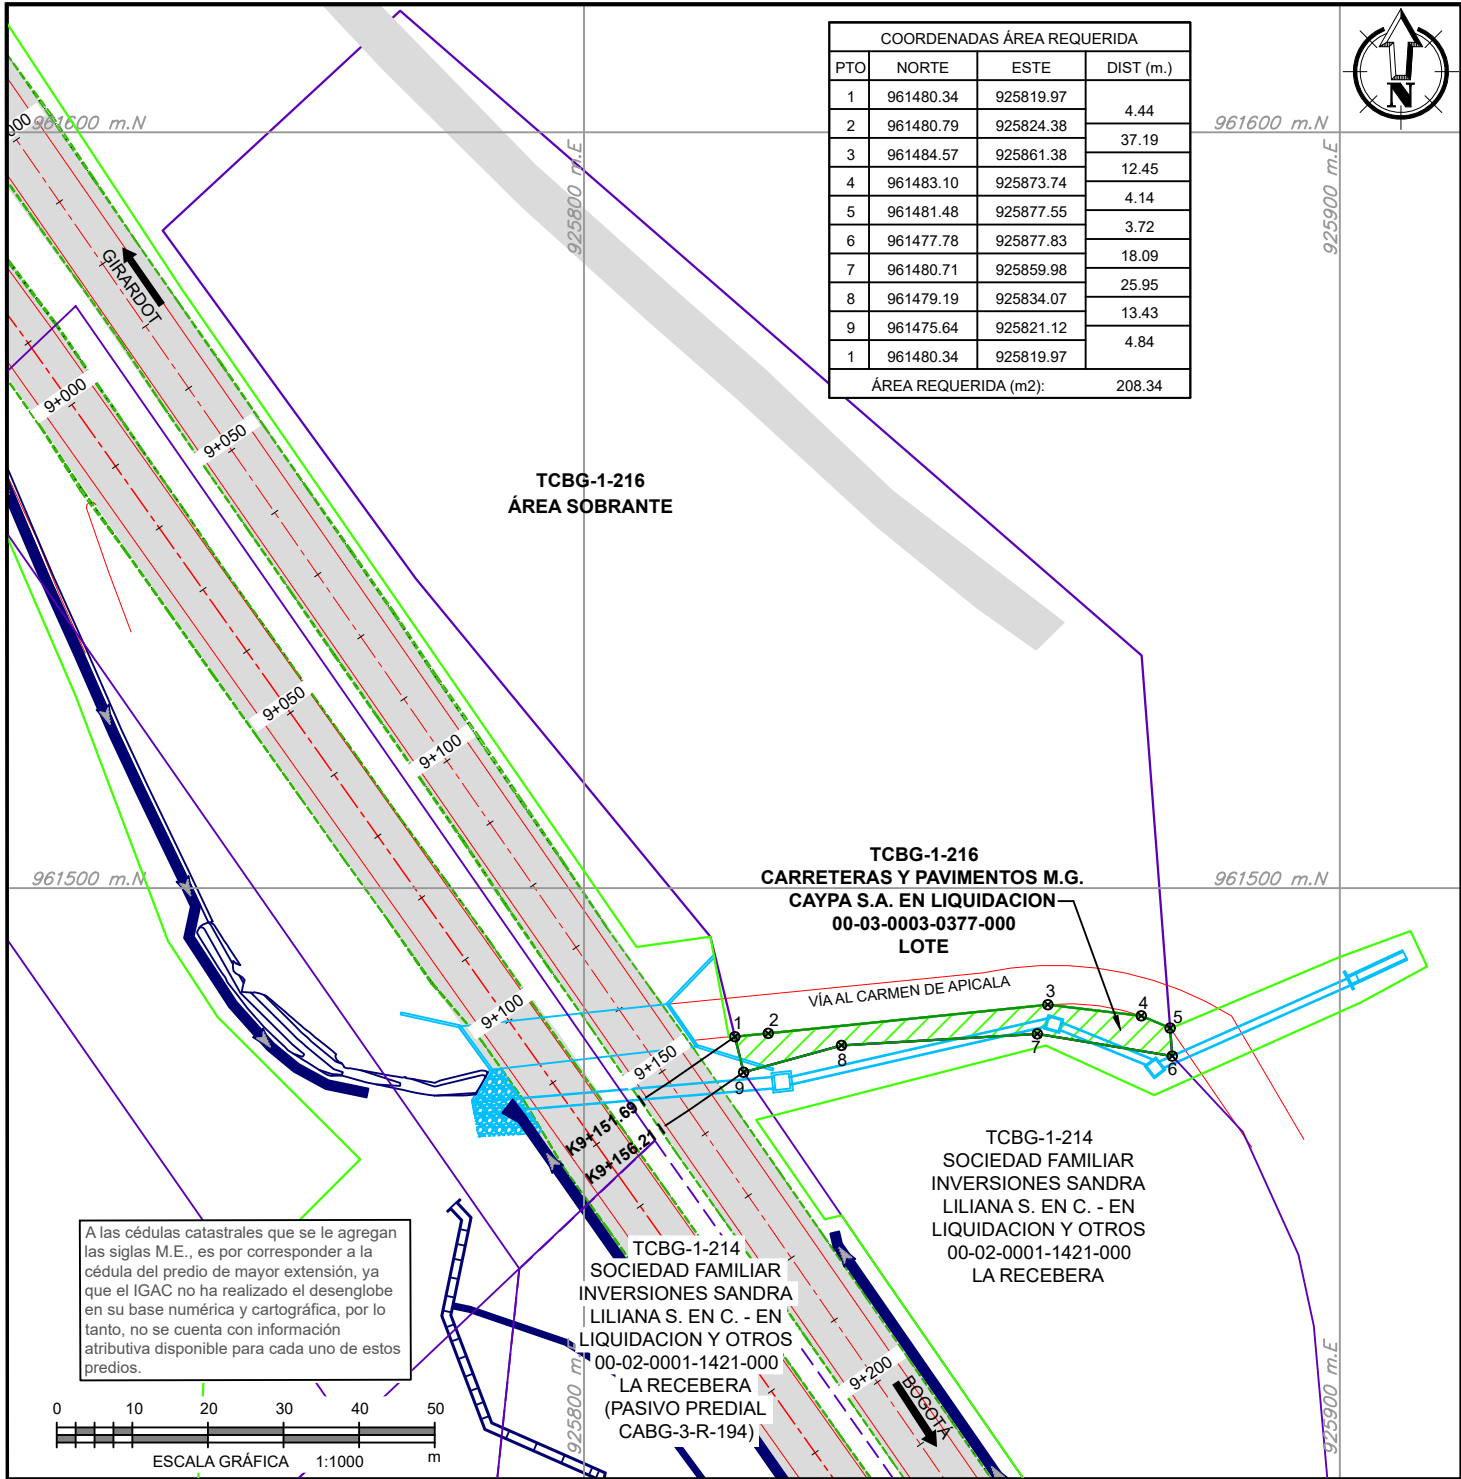 COORDENADAS ÁREA REQUERIDA
PTO NORTE ESTE DIST (m.)
1 961480.34 925819.97
4.44
2 961480.79 925824.38
37.19
3 961484.57 925861.38
12.45
4 961483.10 925873.74
4.14
5 961481.48 925877.55
3.72
6 961477.78 925877.83
18.09
7 961480.71 925859.98
25.95
8 961479.19 925834.07
13.43
9 961475.64 925821.12
4.84
1 961480.34 925819.97
ÁREA REQUERIDA (m2): 208.34
N
000
961600 m.N
961600 m.N
925800 m.E
925900 m.E
GIRARDOT
9+000
9+050
TCBG-1-216
ÁREA SOBRANTE
9+050
9+100
961500 m.N
961500 m.N
TCBG-1-216
CARRETERAS Y PAVIMENTOS M.G.
CAYPA S.A. EN LIQUIDACION
00-03-0003-0377-000
LOTE
VÍA AL CARMEN DE APICALA
9+100
9+150
1
2
3
4
5
6
7
8
9
K9+151.69
K9+156.21
TCBG-1-214
SOCIEDAD FAMILIAR
INVERSIONES SANDRA
LILIANA S. EN C. - EN
LIQUIDACION Y OTROS
00-02-0001-1421-000
LA RECEBERA
TCBG-1-214
SOCIEDAD FAMILIAR
INVERSIONES SANDRA
LILIANA S. EN C. - EN
LIQUIDACION Y OTROS
00-02-0001-1421-000
LA RECEBERA
(PASIVO PREDIAL
CABG-3-R-194)
A las cédulas catastrales que se le agregan
las siglas M.E., es por corresponder a la
cédula del predio de mayor extensión, ya
que el IGAC no ha realizado el desenglobe
en su base numérica y cartográfica, por lo
tanto, no se cuenta con información
atributiva disponible para cada uno de estos
predios.
9+200
BOGOTA
925800 m.E
925900 m.E
0 10 20 30 40 50
ESCALA GRÁFICA 1:1000 m